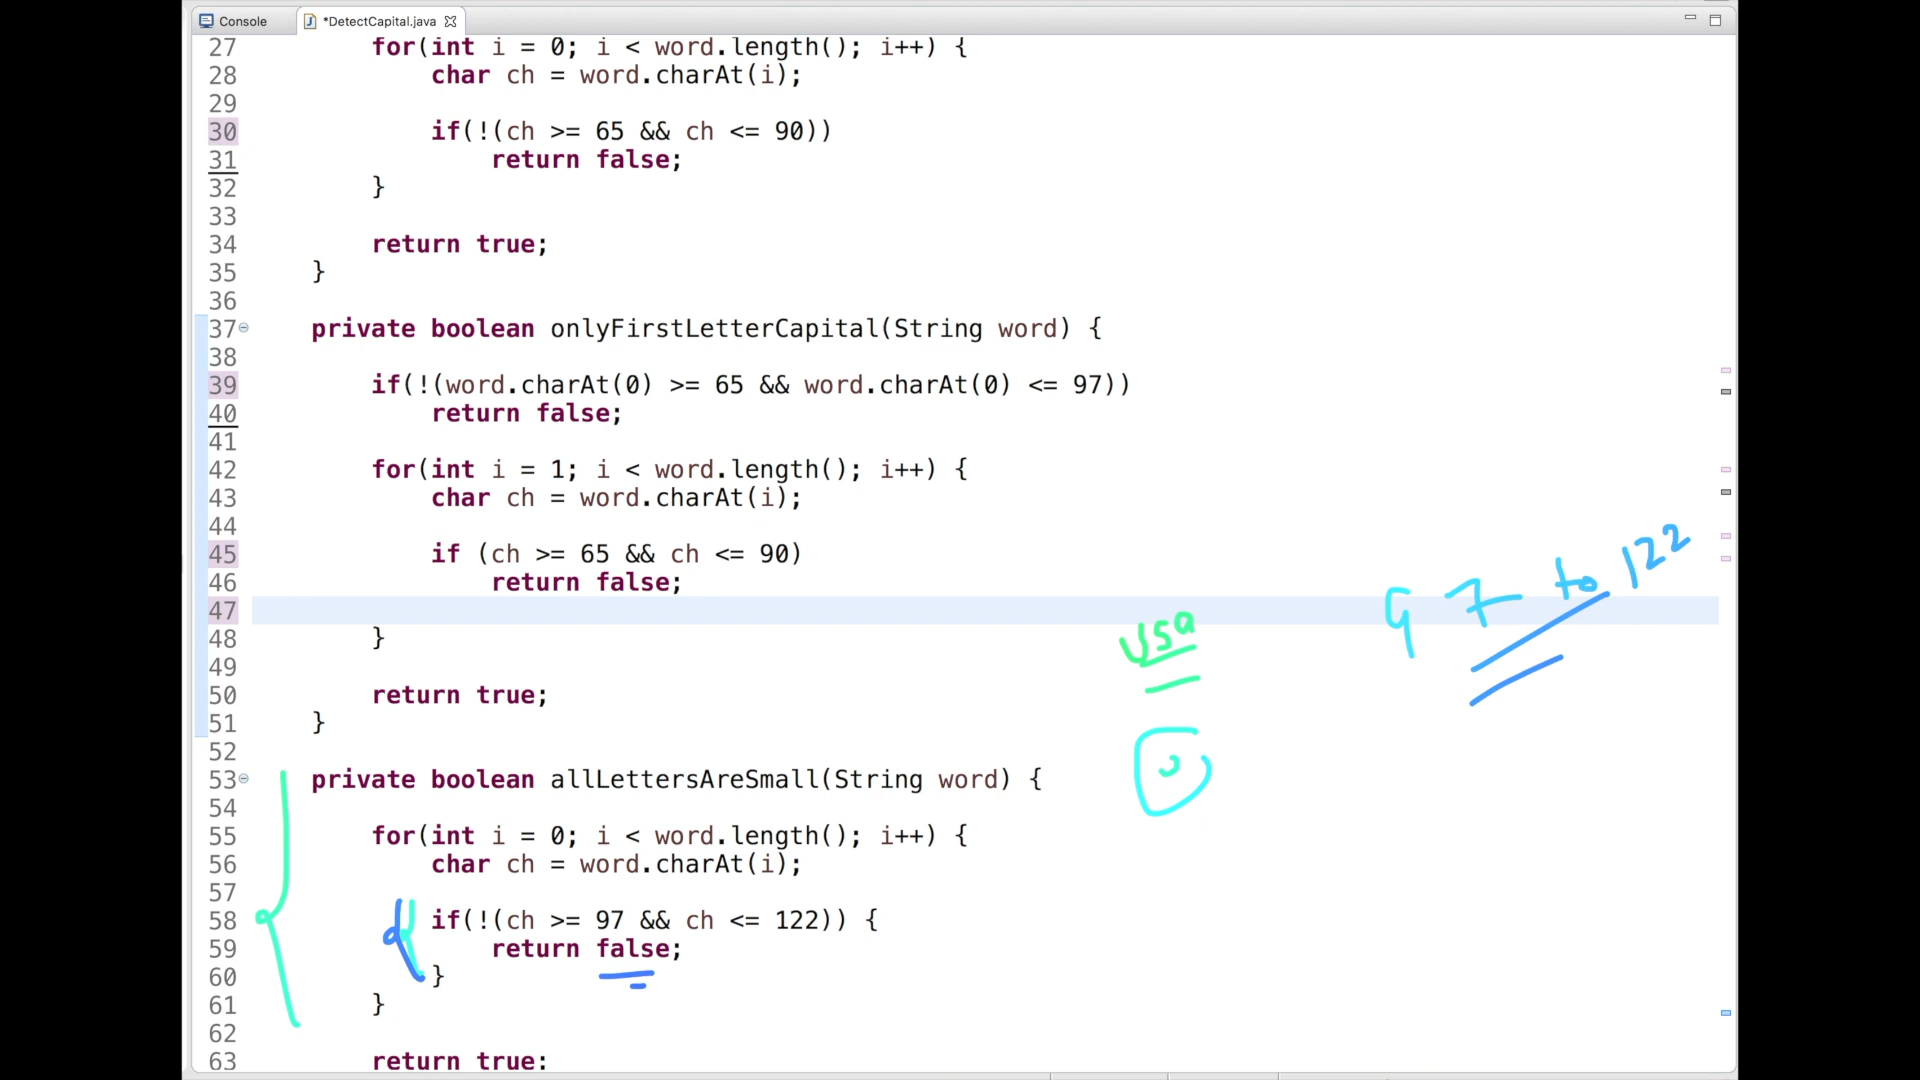 Console *DetectCapital.java
27 for(int i = 0; i < word.length(); i++) {
28 char ch = word.charAt(i);
29
30 if(!(ch >= 65 && ch <= 90))
31 return false;
32 }
33
34 return true;
35 }
36
37 private boolean onlyFirstLetterCapital(String word) {
38
39 if(!(word.charAt(0) >= 65 && word.charAt(0) <= 97))
40 return false;
41
42 for(int i = 1; i < word.length(); i++) {
43 char ch = word.charAt(i);
44
45 if (ch >= 65 && ch <= 90)
46 return false;
47
48 }
49
50 return true;
51 }
52
53 private boolean allLettersAreSmall(String word) {
54
55 for(int i = 0; i < word.length(); i++) {
56 char ch = word.charAt(i);
57
58 if(!(ch >= 97 && ch <= 122)) {
59 return false;
60 }
61 }
62
63 return true;
97 to 122
usa